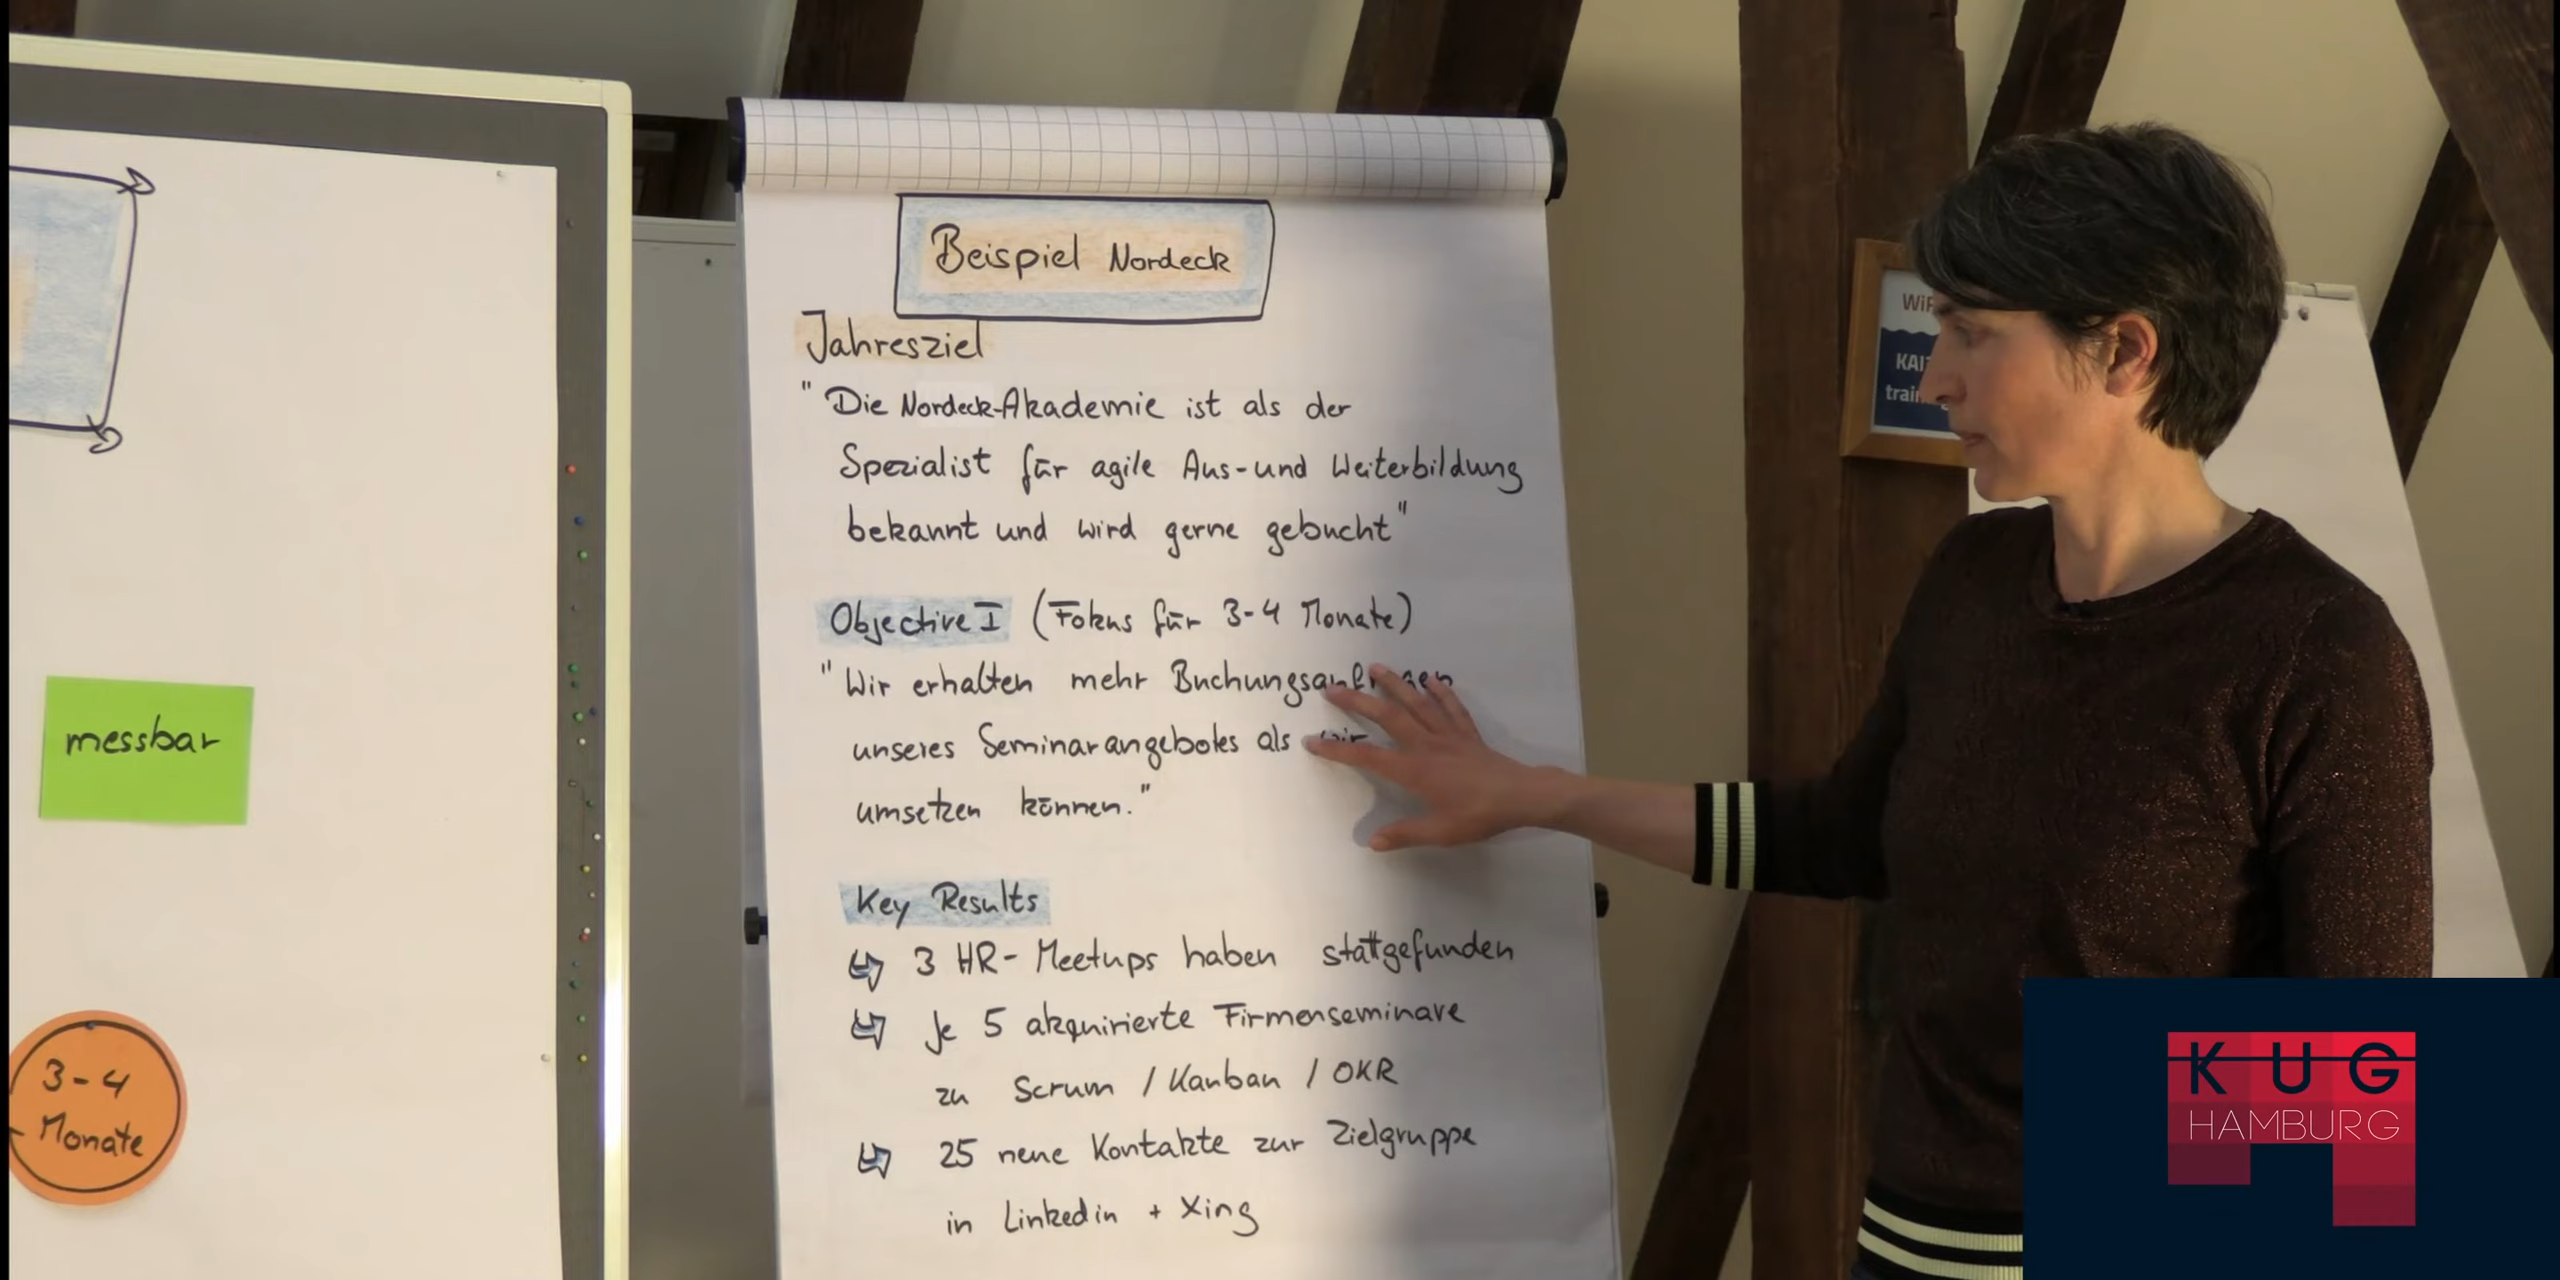 Beispiel Nordeck
Jahresziel
"Die Nordeck-Akademie ist als der
Spezialist für agile Aus-und Weiterbildung
bekannt und wird gerne gebucht"
Objective I (Fokus für 3-4 Monate)
"Wir erhalten mehr Buchungsanfragen
unseres Seminarangebotes als wir
umsetzen können."
Key Results
3 HR-Meetups haben stattgefunden
Je 5 akquirierte Firmenseminare
zu Scrum / Kanban / OKR
25 neue Kontakte zur Zielgruppe
in Linkedin + Xing
messbar
3-4
Monate
KUG
HAMBURG